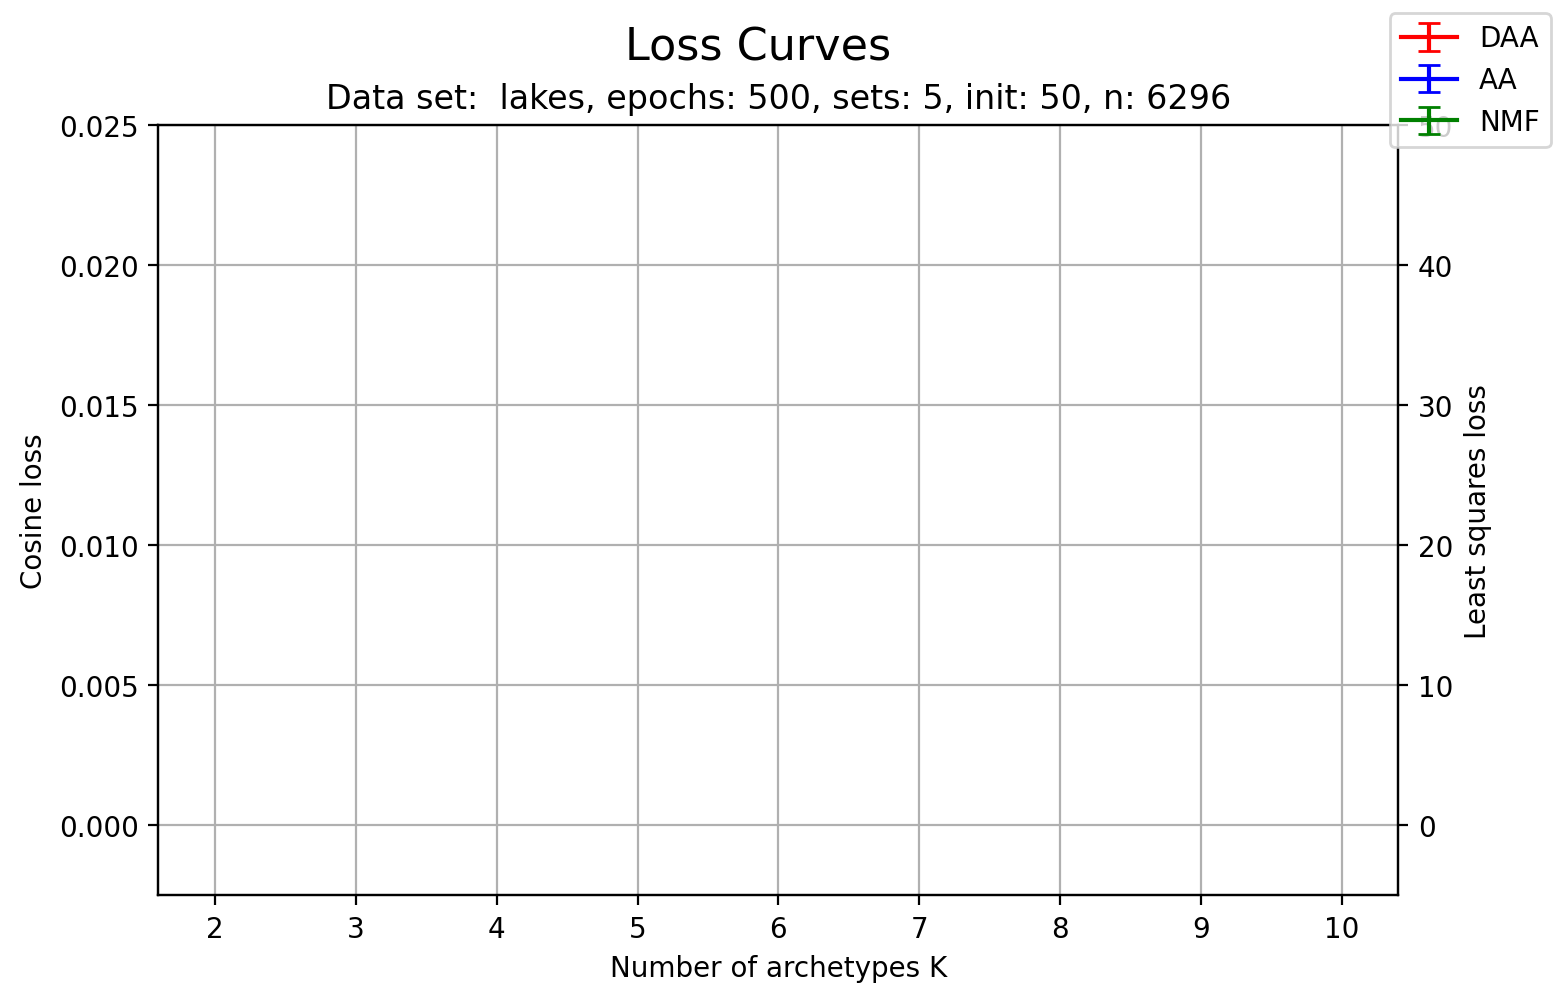 Loss Curves
Data set:  lakes, epochs: 500, sets: 5, init: 50, n: 6296
DAA
AA
NMF
0.025
0.020
0.015
0.010
0.005
0.000
Cosine loss
50
40
30
20
10
0
Least squares loss
2 3 4 5 6 7 8 9 10
Number of archetypes K